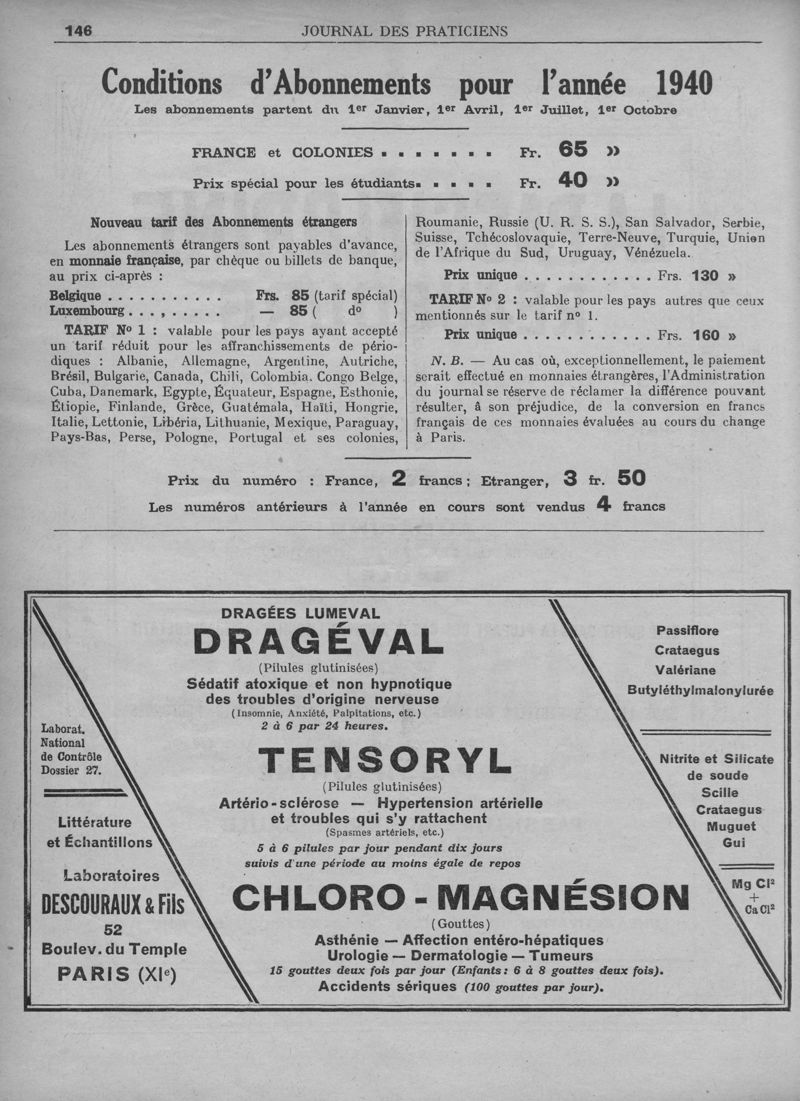 146
JOURNAL DES PRATICIENS
Conditions d'Abonnements pour l'année 1940
Les abonnements partent du 1er Janvier, 1er Avril, 1er Juillet, 1er Octobre
FRANCE et COLONIES . . . . . . . Fr. 65 »
Prix spécial pour les étudiants. . . . . Fr. 40 »
Nouveau tarif des Abonnements étrangers
Les abonnements étrangers sont payables d'avance,
en monnaie française, par chèque ou billets de banque,
au prix ci-après :
Belgique . . . . . . . . . . . Frs. 85 (tarif spécial)
Luxembourg . . . , . . . . . — 85 ( do )
TARIF No 1 : valable pour les pays ayant accepté
un tarif réduit pour les affranchissements de pério-
diques : Albanie, Allemagne, Argentine, Autriche,
Brésil, Bulgarie, Canada, Chili, Colombia. Congo Belge,
Cuba, Danemark, Egypte, Équateur, Espagne, Esthonie,
Étiopie, Finlande, Grèce, Guatémala, Haïti, Hongrie,
Italie, Lettonie, Libéria, Lithuanie, Mexique, Paraguay,
Pays-Bas, Perse, Pologne, Portugal et ses colonies,
Roumanie, Russie (U. R. S. S.), San Salvador, Serbie,
Suisse, Tchécoslovaquie, Terre-Neuve, Turquie, Union
de l'Afrique du Sud, Uruguay, Vénézuela.
Prix unique . . . . . . . . . . . . Frs. 130 »
TARIF No 2 : valable pour les pays autres que ceux
mentionnés sur le tarif no 1.
Prix unique . . . . . . . . . . . . Frs. 160 »
N. B. — Au cas où, exceptionnellement, le paiement
serait effectué en monnaies étrangères, l'Administration
du journal se réserve de réclamer la différence pouvant
résulter, â son préjudice, de la conversion en francs
français de ces monnaies évaluées au cours du change
à Paris.
Prix du numéro : France, 2 francs ; Etranger, 3 fr. 50
Les numéros antérieurs à l'année en cours sont vendus 4 francs
DRAGÉES LUMEVAL
DRAGÉVAL
(Pilules glutinisées)
Sédatif atoxique et non hypnotique
des troubles d'origine nerveuse
(Insomnie, Anxiété, Palpitations, etc.)
2 à 6 par 24 heures.
Passiflore
Crataegus
Valériane
Butyléthylmalonylurée
Laborat.
National
de Contrôle
Dossier 27.
TENSORYL
(Pilules glutinisées)
Artério-sclérose — Hypertension artérielle
et troubles qui s'y rattachent
(Spasmes artériels, etc.)
5 à 6 pilules par jour pendant dix jours
suivis d'une période au moins égale de repos
Nitrite et Silicate
de soude
Scille
Crataegus
Muguet
Gui
Littérature
et Échantillons
Laboratoires
DESCOURAUX & Fils
52
Boulev. du Temple
PARIS (XIe)
CHLORO - MAGNÉSION
(Gouttes)
Asthénie — Affection entéro-hépatiques
Urologie — Dermatologie — Tumeurs
15 gouttes deux fois par jour (Enfants : 6 à 8 gouttes deux fois).
Accidents sériques (100 gouttes par jour).
Mg Cl²
+
Ca Cl²